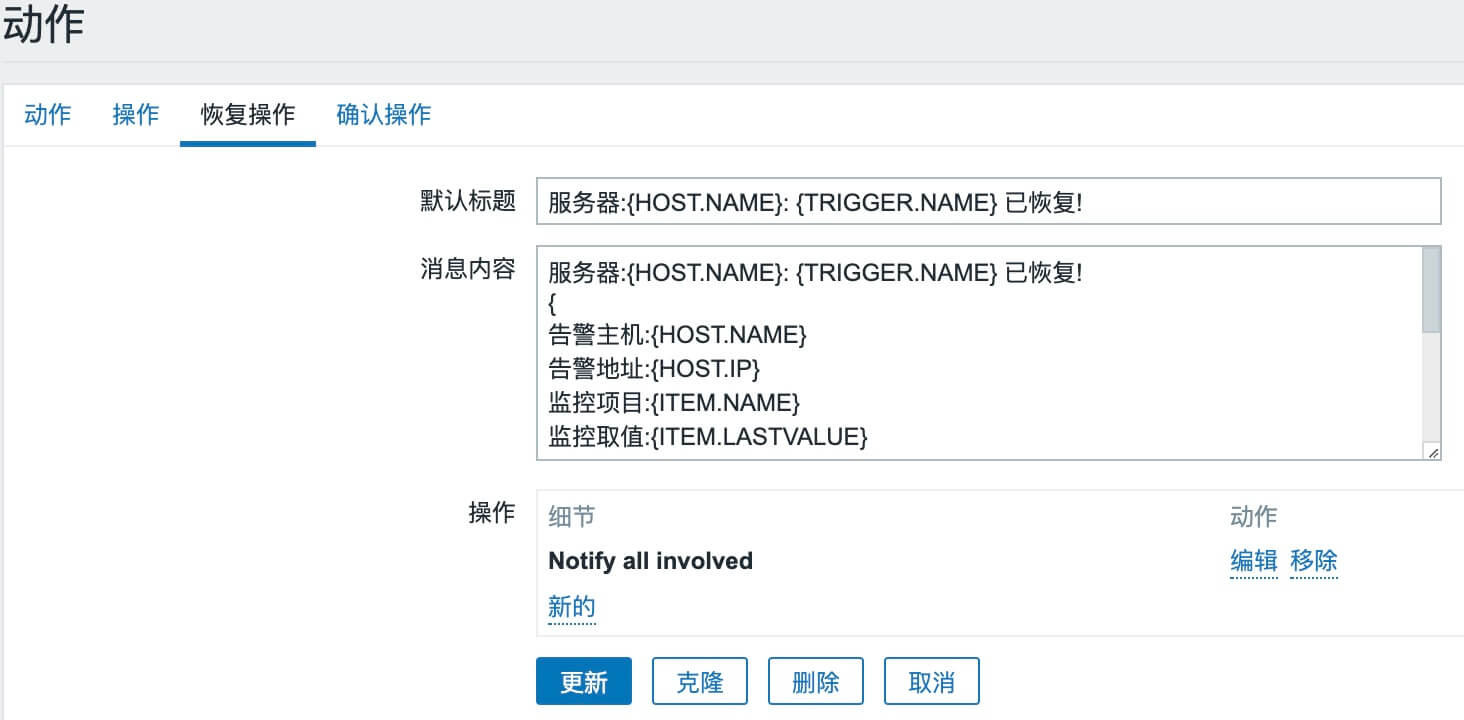 动作
动作 操作 恢复操作 确认操作
默认标题 服务器:{HOST.NAME}: {TRIGGER.NAME} 已恢复!
消息内容 服务器:{HOST.NAME}: {TRIGGER.NAME} 已恢复!
{
告警主机:{HOST.NAME}
告警地址:{HOST.IP}
监控项目:{ITEM.NAME}
监控取值:{ITEM.LASTVALUE}
操作 细节 动作
Notify all involved 编辑 移除
新的
更新 克隆 删除 取消